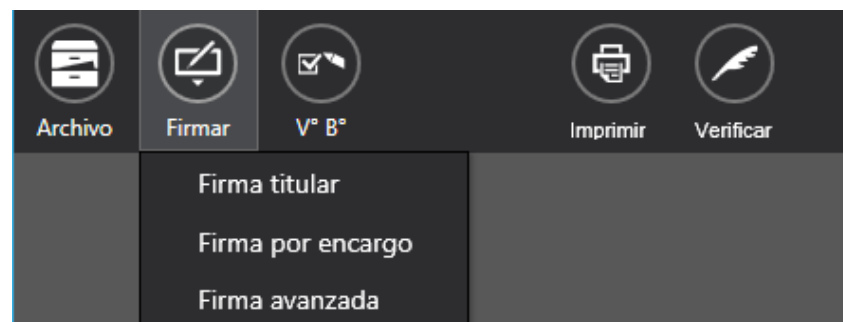 Archivo Firmar V° B° Imprimir Verificar
Firma titular
Firma por encargo
Firma avanzada